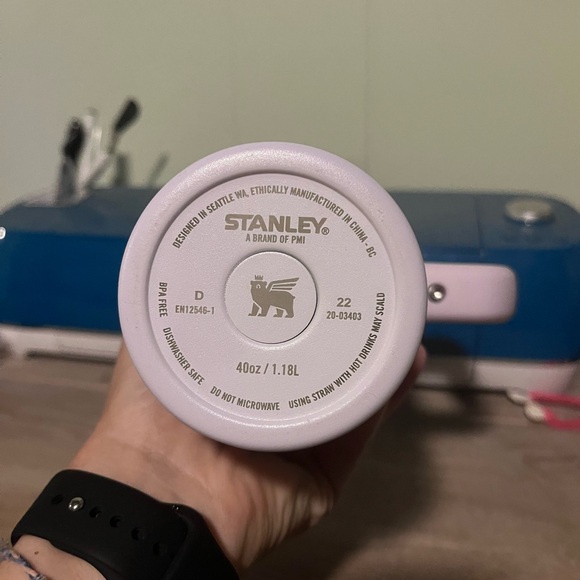 DESIGNED IN SEATTLE WA, ETHICALLY MANUFACTURED IN CHINA - BC
STANLEY®
A BRAND OF PMI
D
EN12546-1
22
20-03403
40oz / 1.18L
BPA FREE
DISHWASHER SAFE
DO NOT MICROWAVE
USING STRAW WITH HOT DRINKS MAY SCALD